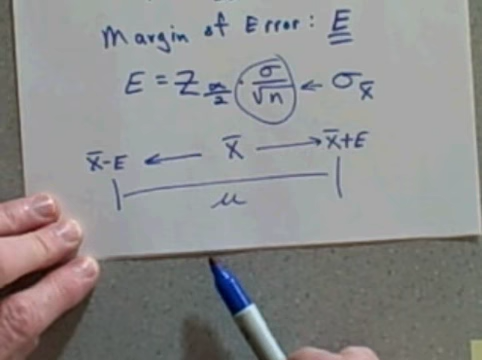 Margin of Error: E
E = Z α/2 · σ/√n ← σx̄
x̄-E ← x̄ → x̄+E
μ